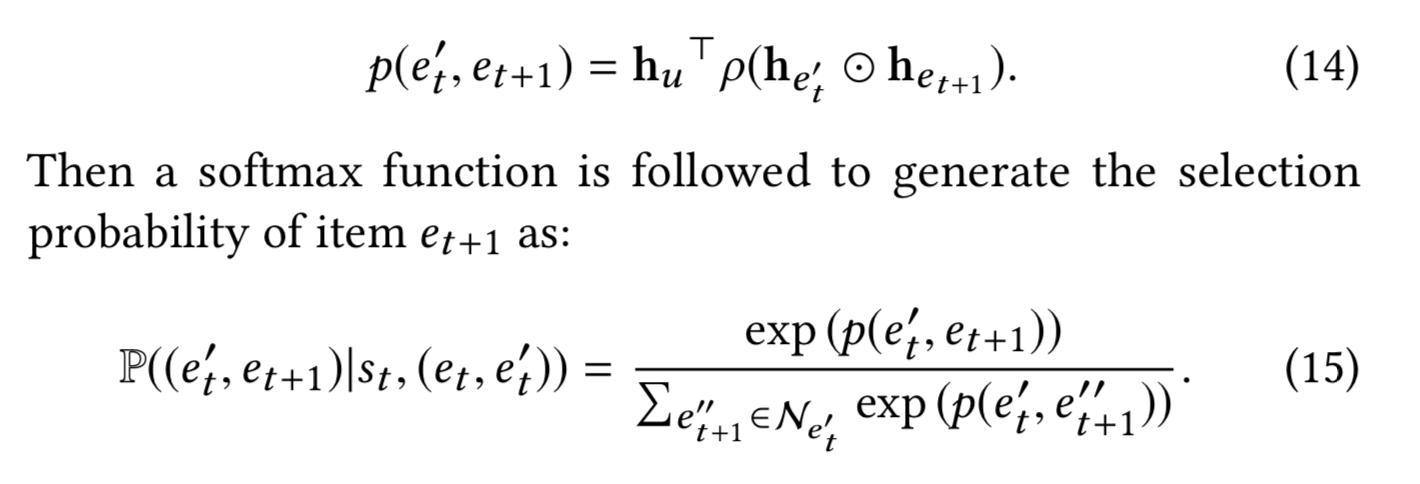 p(e′_t, e_{t+1}) = h_u^⊤ ρ(h_{e′_t} ⊙ h_{e_{t+1}}). (14)
Then a softmax function is followed to generate the selection
probability of item e_{t+1} as:
ℙ((e′_t, e_{t+1})|s_t, (e_t, e′_t)) = exp (p(e′_t, e_{t+1})) / ∑_{e″_{t+1} ∈ 𝒩_{e′_t}} exp (p(e′_t, e″_{t+1})) . (15)